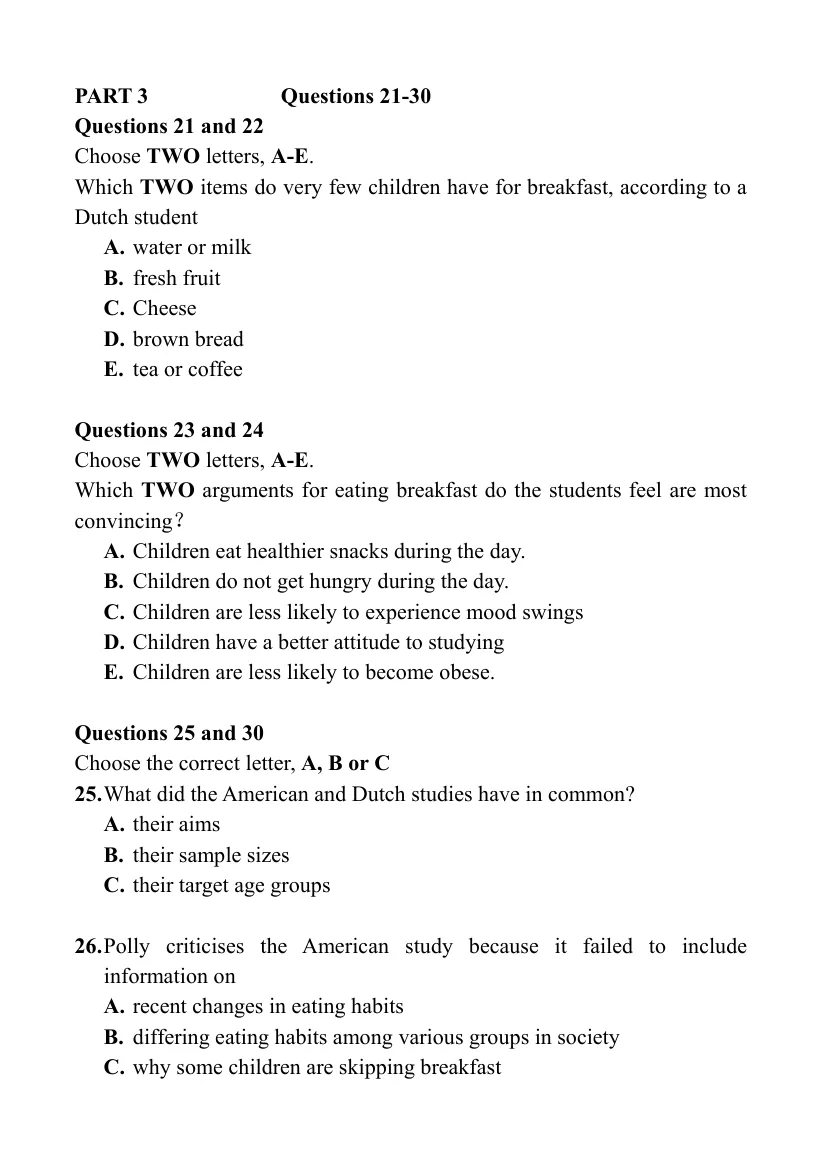 PART 3 Questions 21-30
Questions 21 and 22
Choose TWO letters, A-E.
Which TWO items do very few children have for breakfast, according to a
Dutch student
A. water or milk
B. fresh fruit
C. Cheese
D. brown bread
E. tea or coffee
Questions 23 and 24
Choose TWO letters, A-E.
Which TWO arguments for eating breakfast do the students feel are most
convincing?
A. Children eat healthier snacks during the day.
B. Children do not get hungry during the day.
C. Children are less likely to experience mood swings
D. Children have a better attitude to studying
E. Children are less likely to become obese.
Questions 25 and 30
Choose the correct letter, A, B or C
25.What did the American and Dutch studies have in common?
A. their aims
B. their sample sizes
C. their target age groups
26.Polly criticises the American study because it failed to include
information on
A. recent changes in eating habits
B. differing eating habits among various groups in society
C. why some children are skipping breakfast